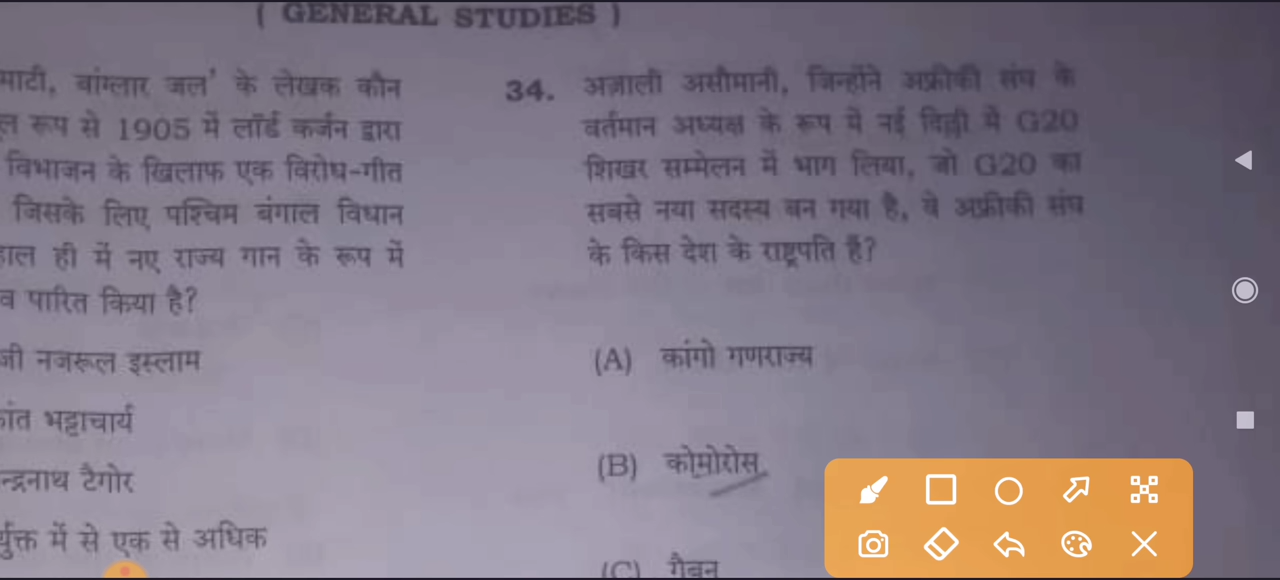 ( GENERAL STUDIES )
माटी, बांग्लार जल' के लेखक कौन
रूप से 1905 में लॉर्ड कर्जन द्वारा
विभाजन के खिलाफ एक विरोध-गीत
जिसके लिए पश्चिम बंगाल विधान
ही में नए राज्य गान के रूप में
पारित किया है?
नजरूल इस्लाम
भट्टाचार्य
टैगोर
में से एक से अधिक
34. अज़ाली असौमानी, जिन्होंने अफ्रीकी संघ के
वर्तमान अध्यक्ष के रूप में नई दिल्ली में G20
शिखर सम्मेलन में भाग लिया, जो G20 का
सबसे नया सदस्य बन गया है, वे अफ्रीकी संघ
के किस देश के राष्ट्रपति हैं?
(A) कांगो गणराज्य
(B) कोमोरोस
(C) गैबन